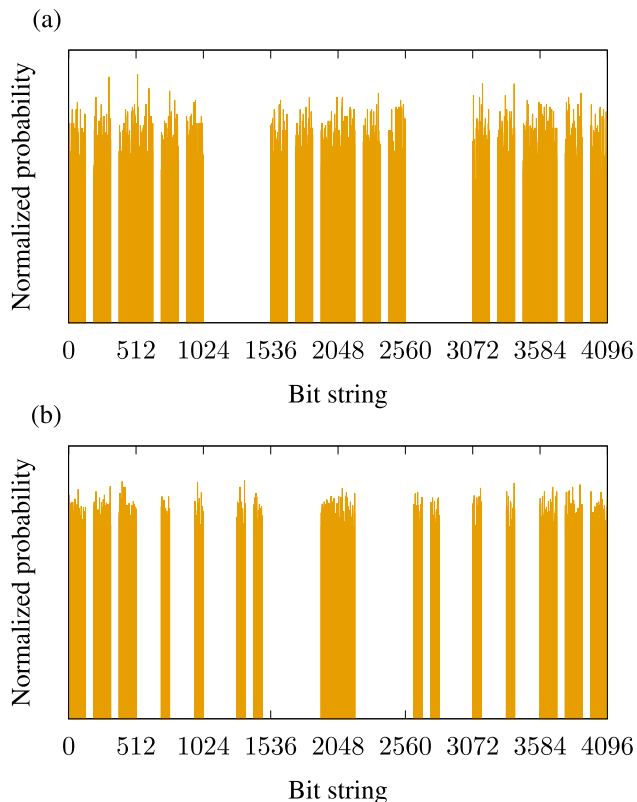 (a)
Normalized probability
0 512 1024 1536 2048 2560 3072 3584 4096
Bit string
(b)
Normalized probability
0 512 1024 1536 2048 2560 3072 3584 4096
Bit string